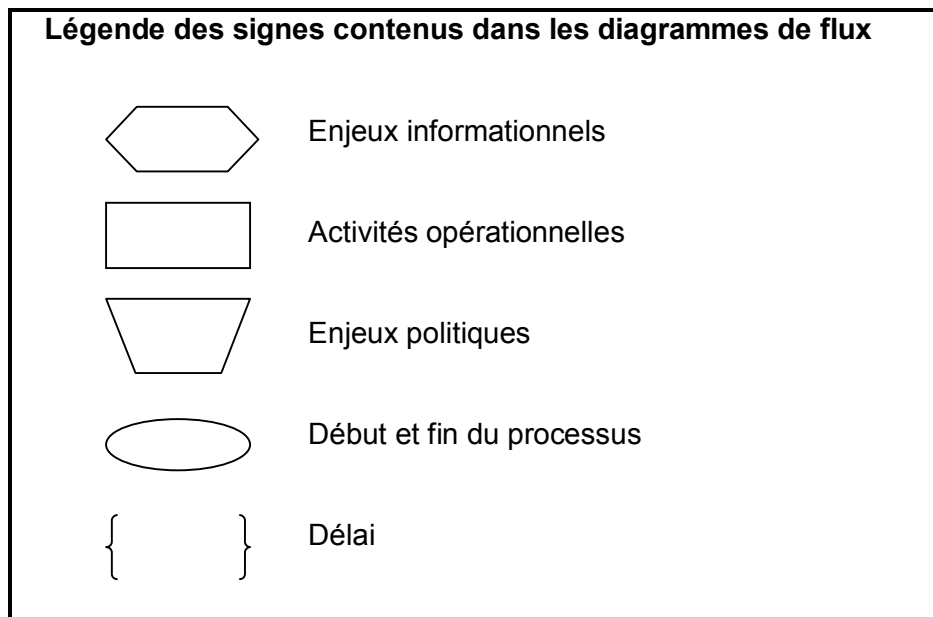 Légende des signes contenus dans les diagrammes de flux
Enjeux informationnels
Activités opérationnelles
Enjeux politiques
Début et fin du processus
Délai